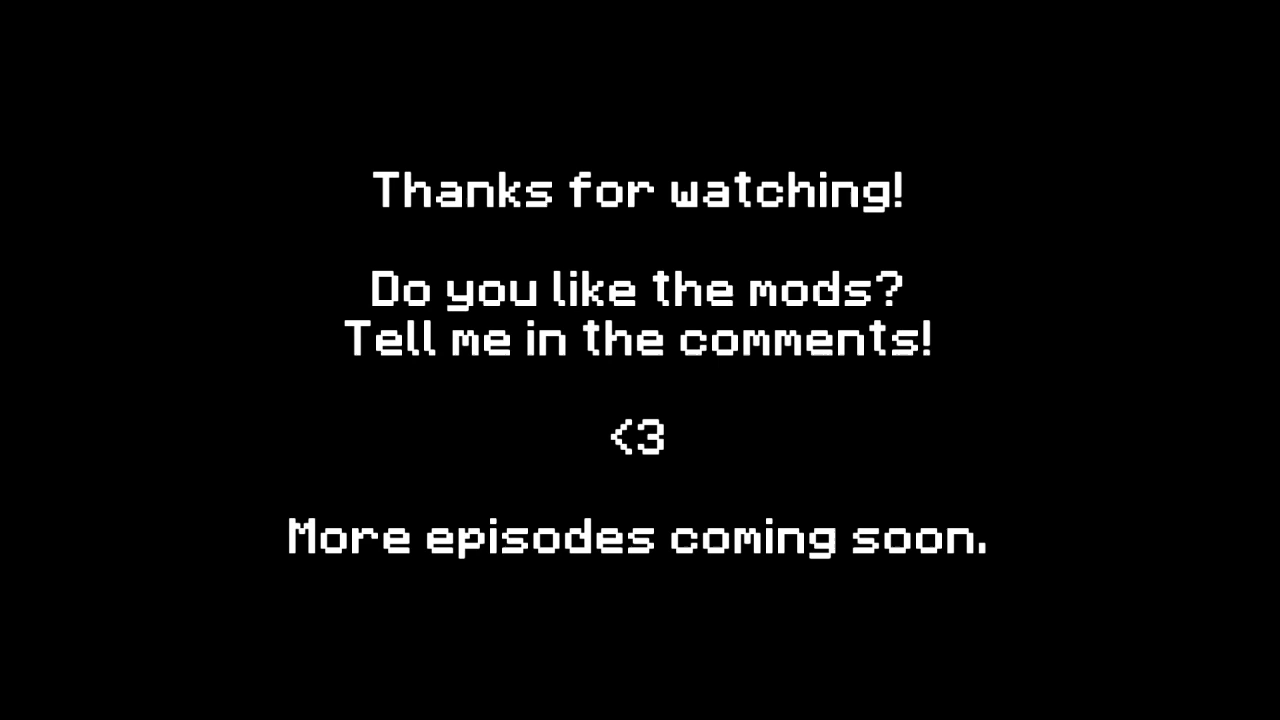 Thanks for watching!
Do you like the mods?
Tell me in the comments!
<3
More episodes coming soon.